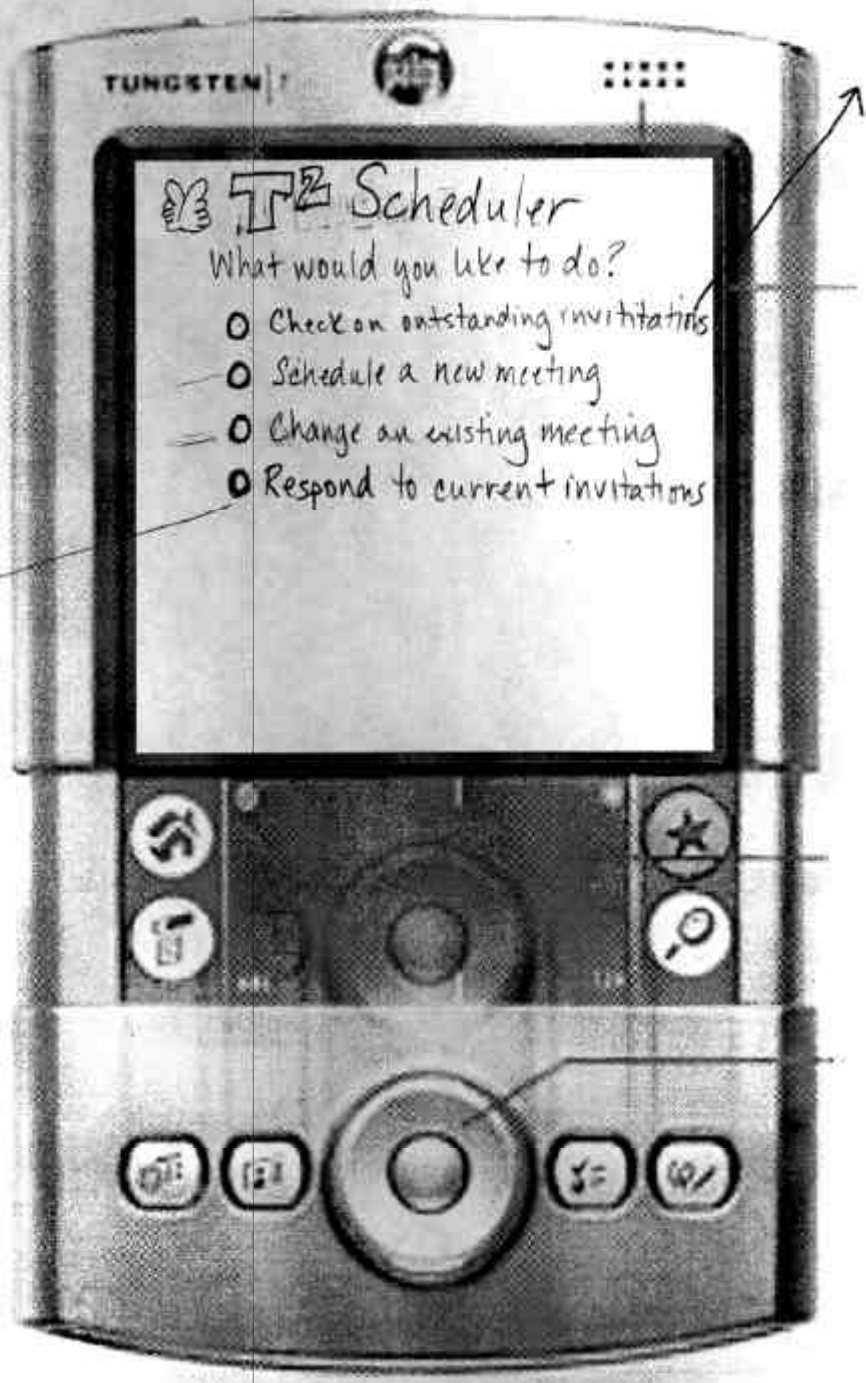 TUNGSTEN
T² Scheduler
What would you like to do?
Check on outstanding invititations
Schedule a new meeting
Change an existing meeting
Respond to current invitations